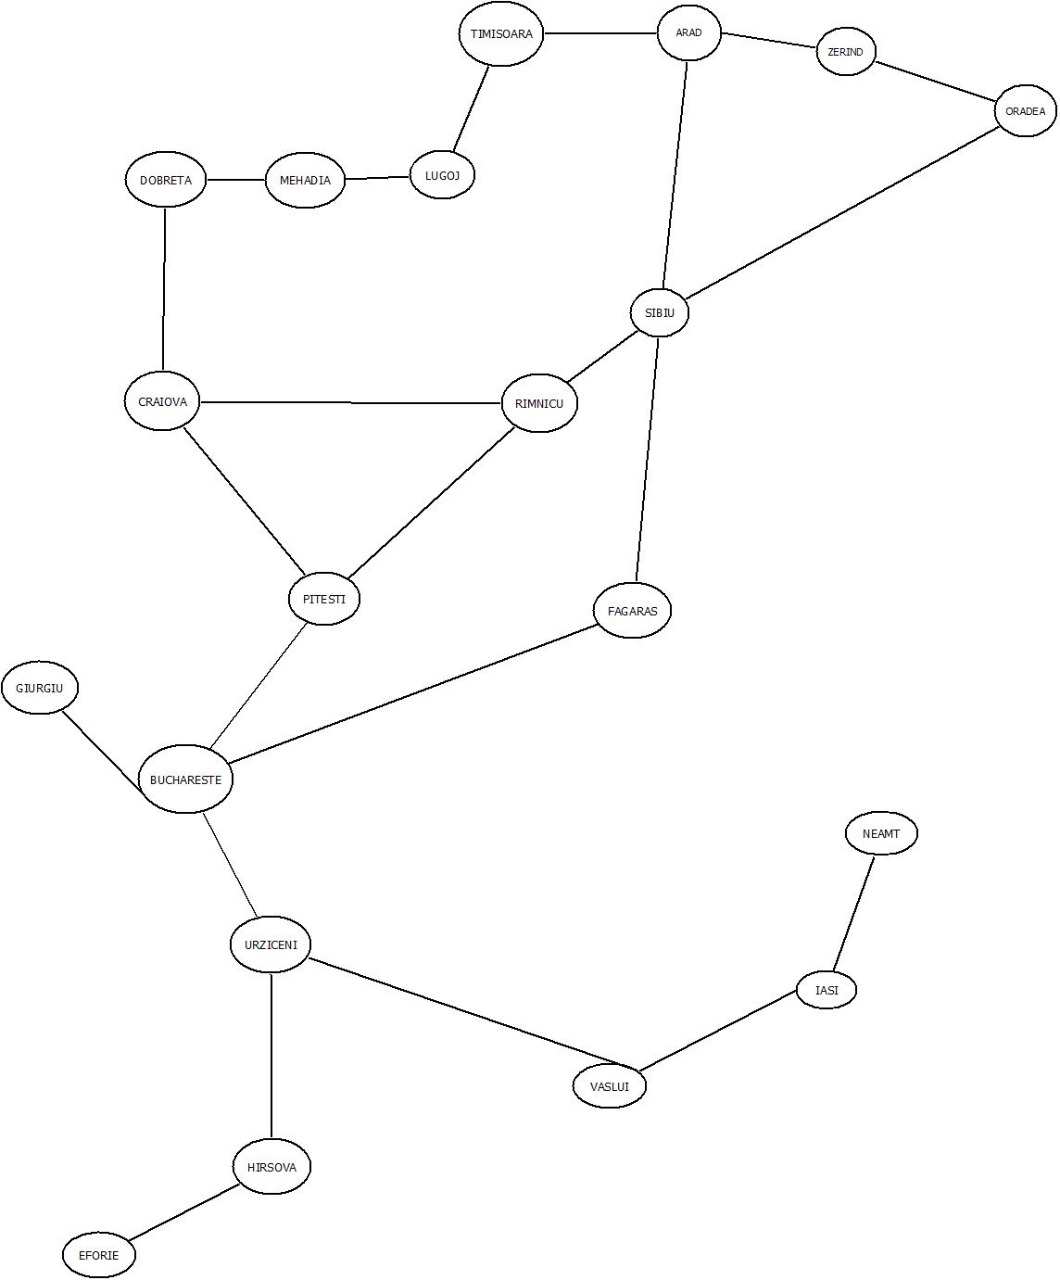 TIMISOARA
ARAD
ZERIND
ORADEA
DOBRETA
MEHADIA
LUGOJ
SIBIU
CRAIOVA
RIMNICU
PITESTI
FAGARAS
GIURGIU
BUCHARESTE
NEAMT
URZICENI
IASI
VASLUI
HIRSOVA
EFORIE